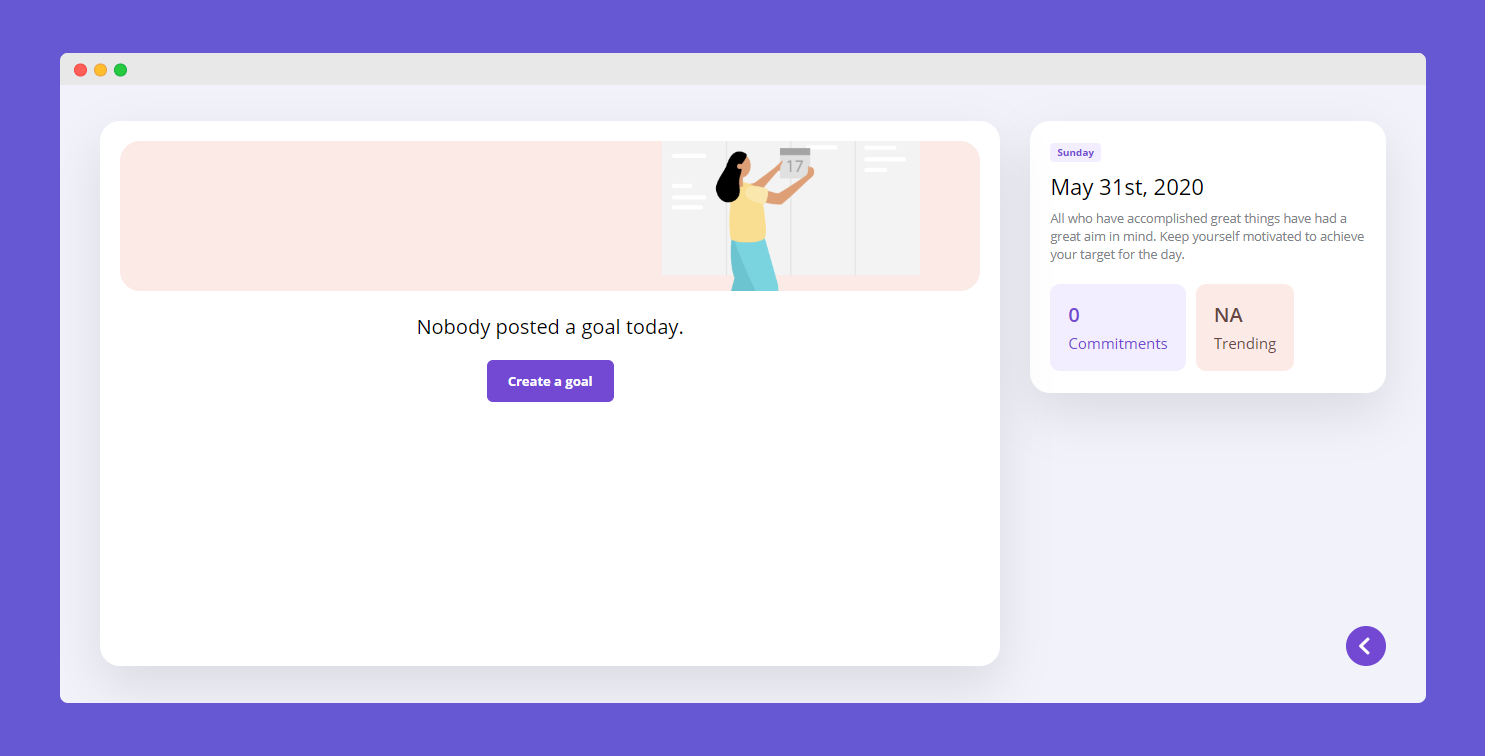 17
Nobody posted a goal today.
Create a goal
Sunday
May 31st, 2020
All who have accomplished great things have had a
great aim in mind. Keep yourself motivated to achieve
your target for the day.
0
Commitments
NA
Trending